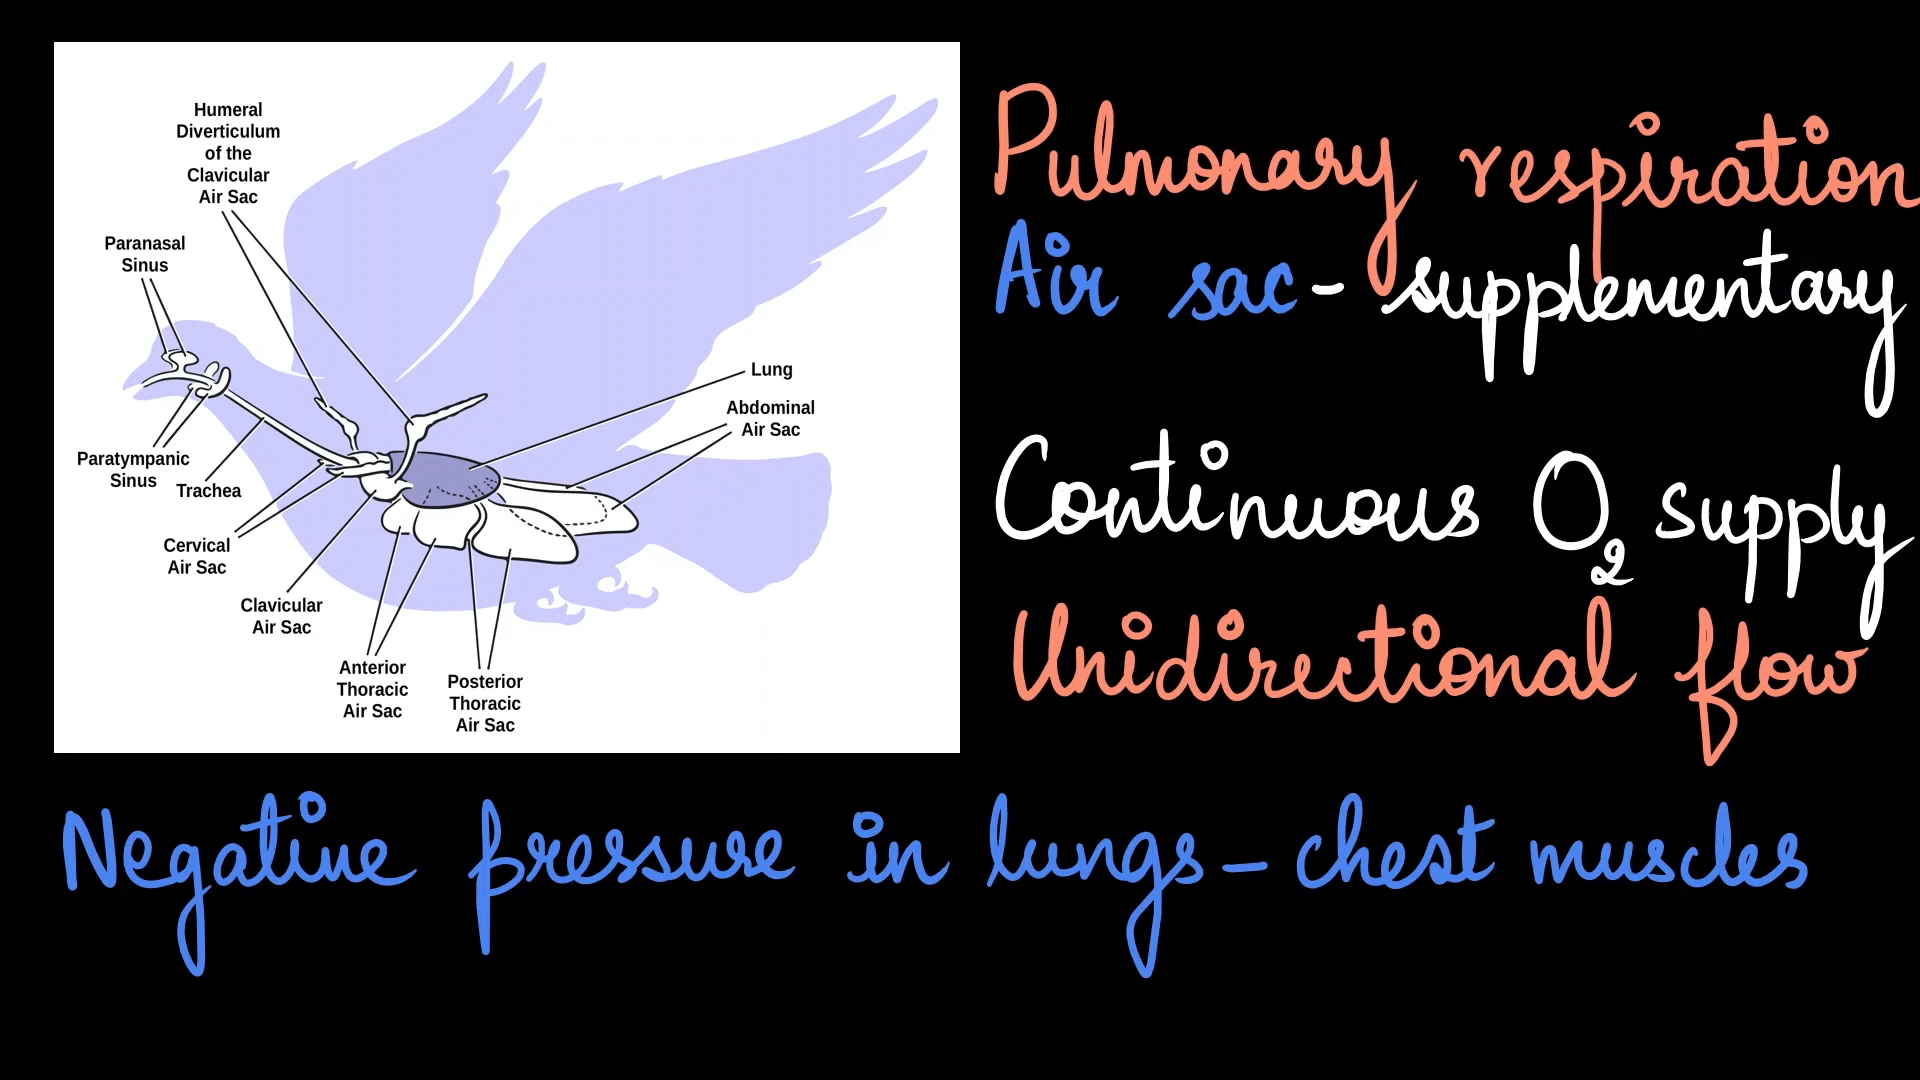 Humeral
Diverticulum
of the
Clavicular
Air Sac
Paranasal
Sinus
Lung
Abdominal
Air Sac
Paratympanic
Sinus
Trachea
Cervical
Air Sac
Clavicular
Air Sac
Anterior
Thoracic
Air Sac
Posterior
Thoracic
Air Sac
Pulmonary respiration
Air sac - supplementary
Continuous O₂ supply
Unidirectional flow
Negative pressure in lungs - chest muscles